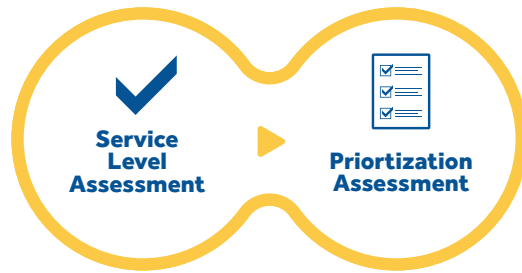 Service
Level
Assessment
Priortization
Assessment